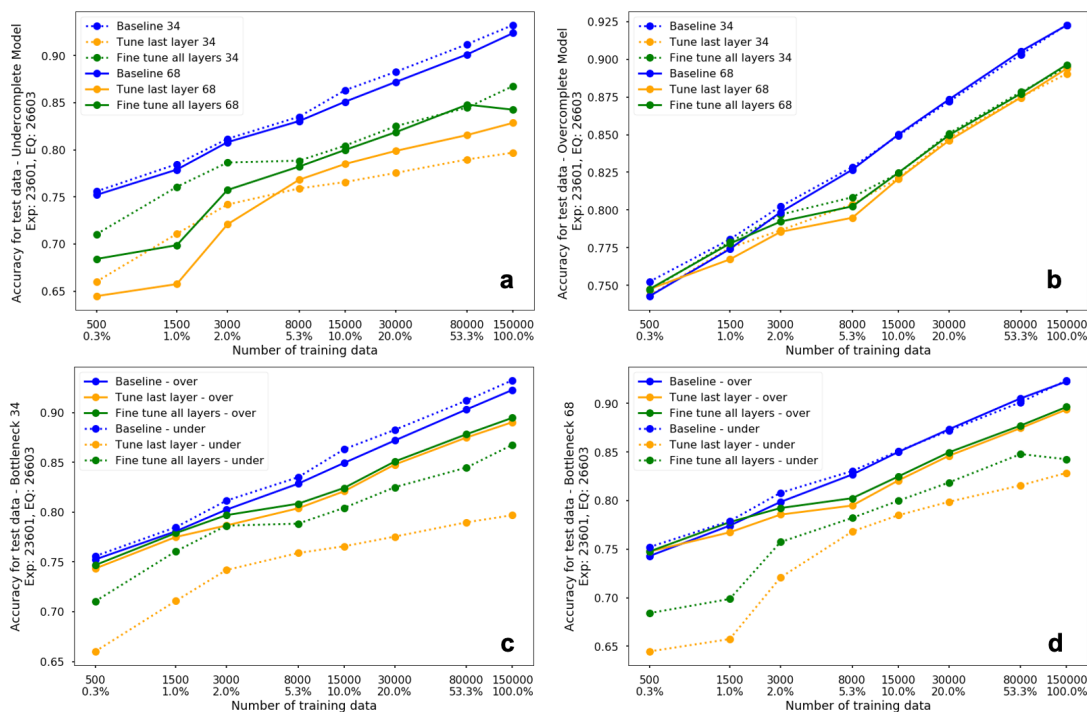 Accuracy for test data - Undercomplete Model
Exp: 23601, EQ: 26603
0.90
0.85
0.80
0.75
0.70
0.65
Baseline 34
Tune last layer 34
Fine tune all layers 34
Baseline 68
Tune last layer 68
Fine tune all layers 68
a
500 1500 3000 8000 15000 30000 80000 150000
0.3% 1.0% 2.0% 5.3% 10.0% 20.0% 53.3% 100.0%
Number of training data
Accuracy for test data - Overcomplete Model
Exp: 23601, EQ: 26603
0.925
0.900
0.875
0.850
0.825
0.800
0.775
0.750
Baseline 34
Tune last layer 34
Fine tune all layers 34
Baseline 68
Tune last layer 68
Fine tune all layers 68
b
500 1500 3000 8000 15000 30000 80000 150000
0.3% 1.0% 2.0% 5.3% 10.0% 20.0% 53.3% 100.0%
Number of training data
Accuracy for test data - Bottleneck 34
Exp: 23601, EQ: 26603
0.90
0.85
0.80
0.75
0.70
0.65
Baseline - over
Tune last layer - over
Fine tune all layers - over
Baseline - under
Tune last layer - under
Fine tune all layers - under
c
500 1500 3000 8000 15000 30000 80000 150000
0.3% 1.0% 2.0% 5.3% 10.0% 20.0% 53.3% 100.0%
Number of training data
Accuracy for test data - Bottleneck 68
Exp: 23601, EQ: 26603
0.90
0.85
0.80
0.75
0.70
0.65
Baseline - over
Tune last layer - over
Fine tune all layers - over
Baseline - under
Tune last layer - under
Fine tune all layers - under
d
500 1500 3000 8000 15000 30000 80000 150000
0.3% 1.0% 2.0% 5.3% 10.0% 20.0% 53.3% 100.0%
Number of training data